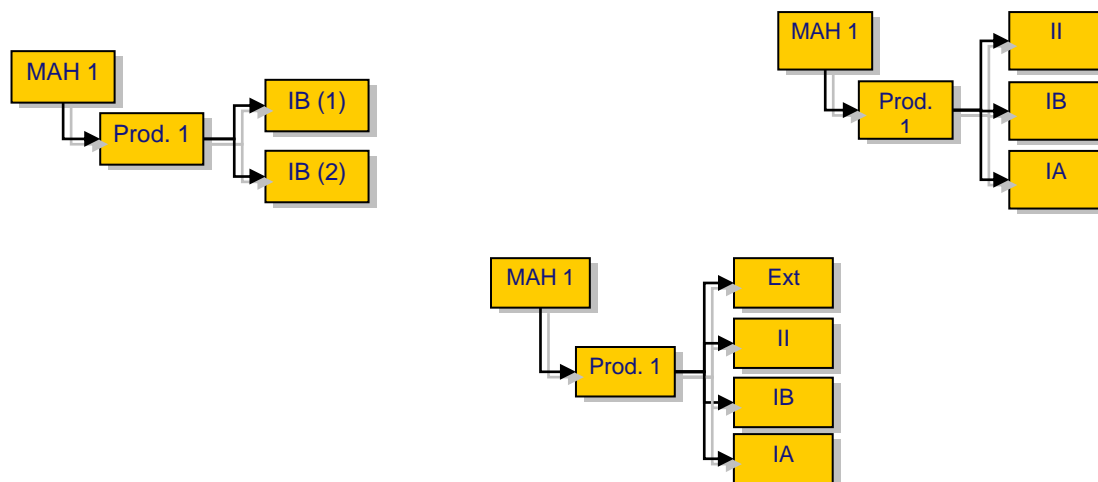 MAH 1
Prod. 1
IB (1)
IB (2)
MAH 1
Prod.
1
II
IB
IA
MAH 1
Prod. 1
Ext
II
IB
IA